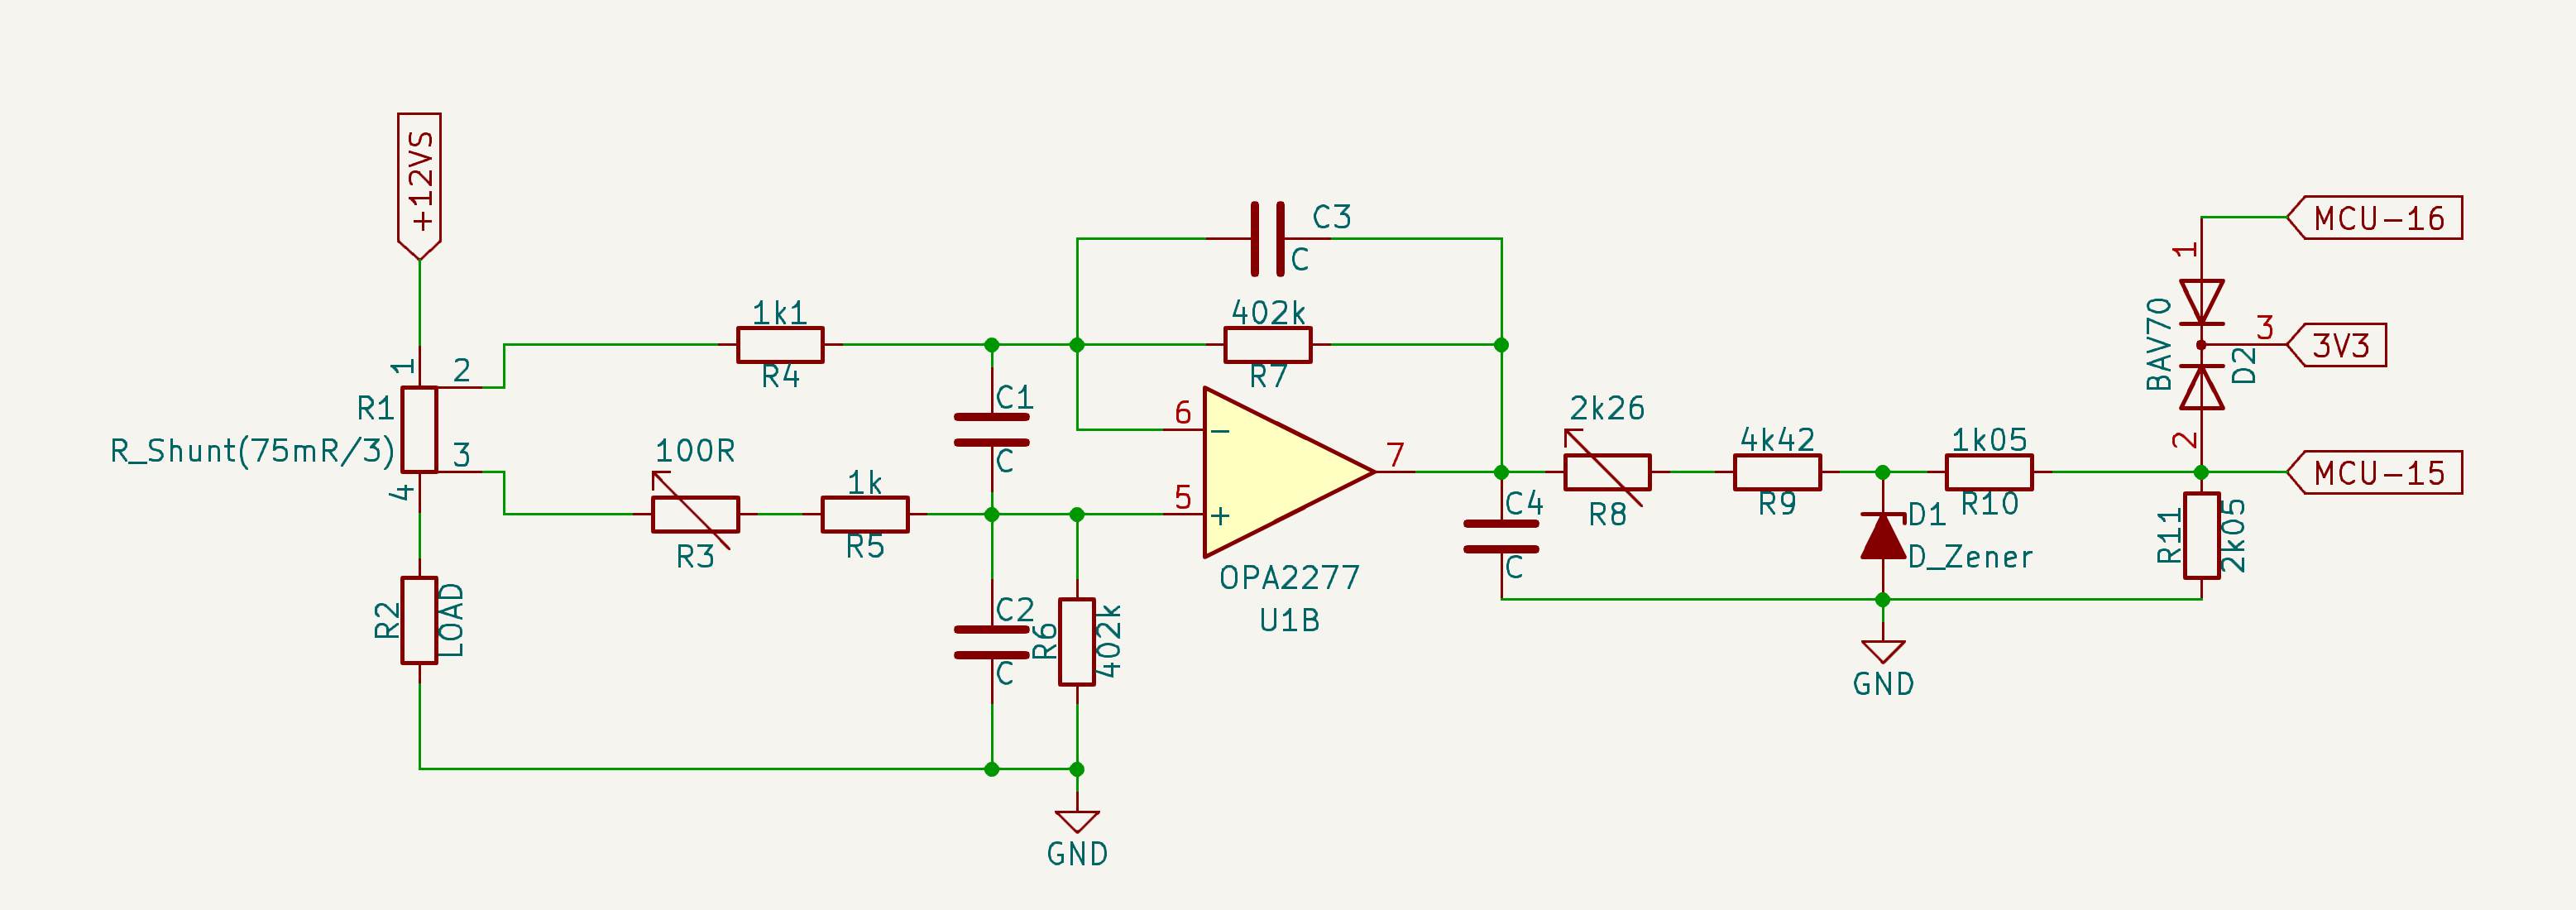 +12VS
1
2
R1
R_Shunt(75mR/3)
3
4
R2
LOAD
100R
R3
1k1
R4
1k
R5
C1
C
C2
C
R6
402k
GND
C3
C
402k
R7
6
-
5
+
7
OPA2277
U1B
C4
C
2k26
R8
4k42
R9
D1
D_Zener
GND
1k05
R10
R11
2k05
1
BAV70
D2
3
2
MCU-16
3V3
MCU-15